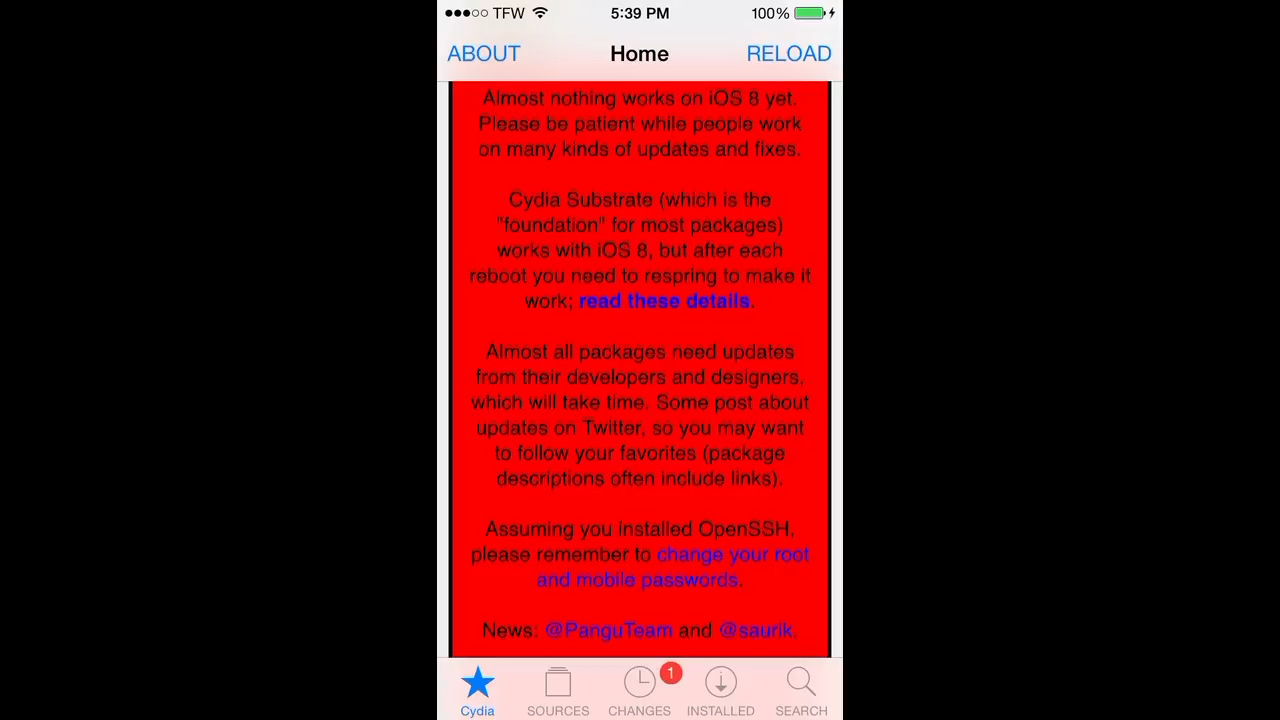 TFW 5:39 PM 100%
ABOUT Home RELOAD
Almost nothing works on iOS 8 yet.
Please be patient while people work
on many kinds of updates and fixes.
Cydia Substrate (which is the
"foundation" for most packages)
works with iOS 8, but after each
reboot you need to respring to make it
work; read these details.
Almost all packages need updates
from their developers and designers,
which will take time. Some post about
updates on Twitter, so you may want
to follow your favorites (package
descriptions often include links).
Assuming you installed OpenSSH,
please remember to change your root
and mobile passwords.
News: @PanguTeam and @saurik.
1
Cydia SOURCES CHANGES INSTALLED SEARCH